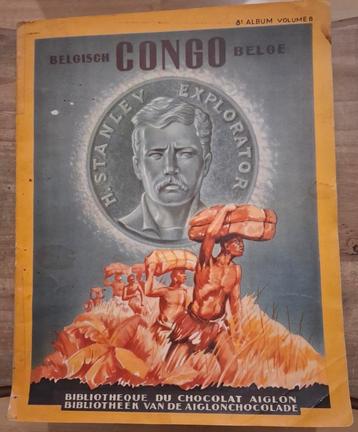 8e ALBUM VOLUME 8
BELGISCH CONGO BELGE
H. STANLEY EXPLORATOR
BIBLIOTHEQUE DU CHOCOLAT AIGLON
BIBLIOTHEEK VAN DE AIGLONCHOCOLADE